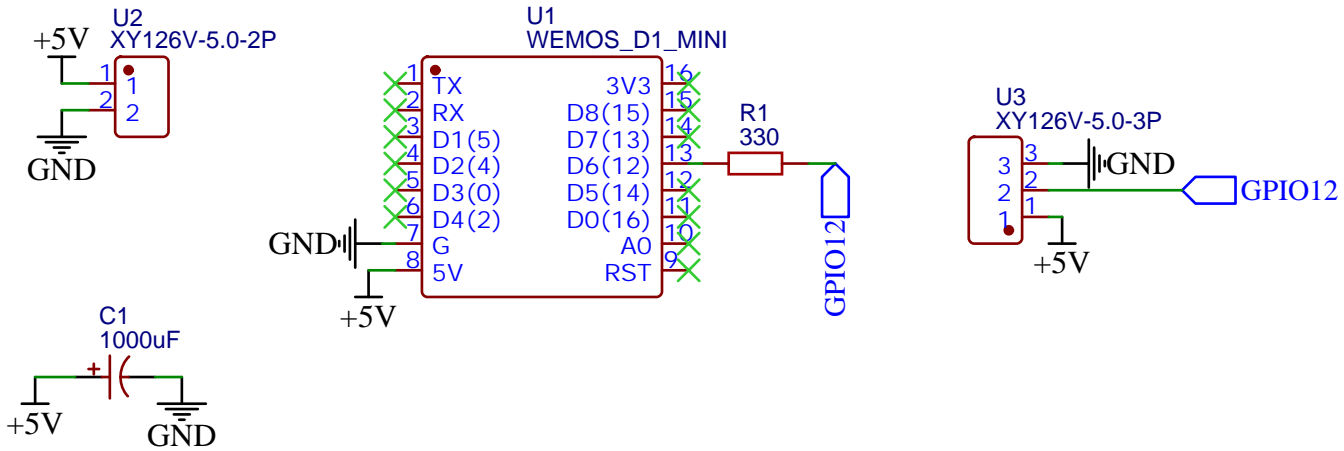 U2
XY126V-5.0-2P
+5V
1
2
1
2
GND
U1
WEMOS_D1_MINI
1
TX
2
RX
3
D1(5)
4
D2(4)
5
D3(0)
6
D4(2)
7
G
8
5V
GND
+5V
16
3V3
15
D8(15)
14
D7(13)
13
D6(12)
12
D5(14)
11
D0(16)
10
A0
9
RST
R1
330
GPIO12
U3
XY126V-5.0-3P
3
3
2
2
1
1
GND
GPIO12
+5V
C1
1000uF
+
+5V
GND